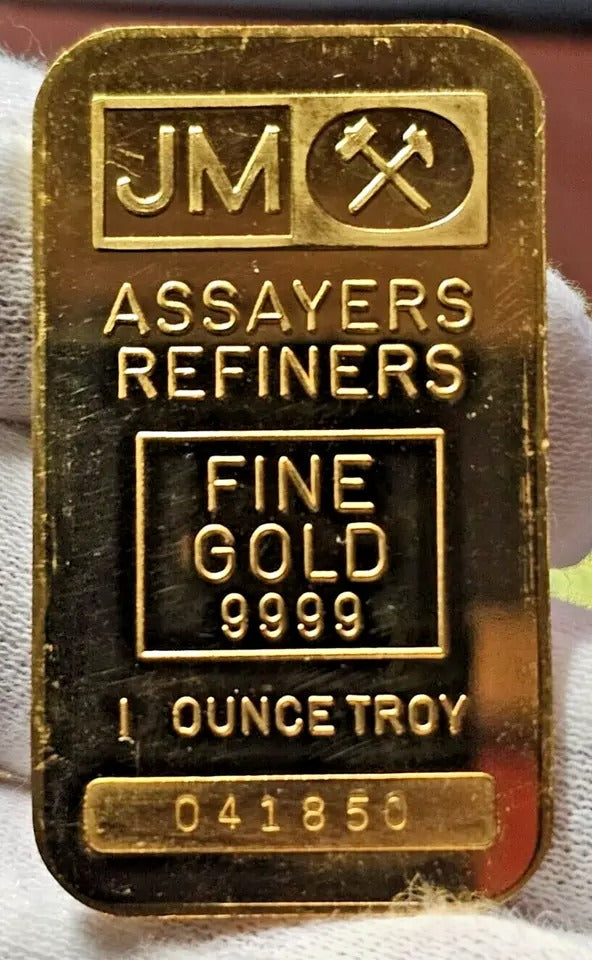 JM
ASSAYERS
REFINERS
FINE
GOLD
9999
1 OUNCE TROY
041850